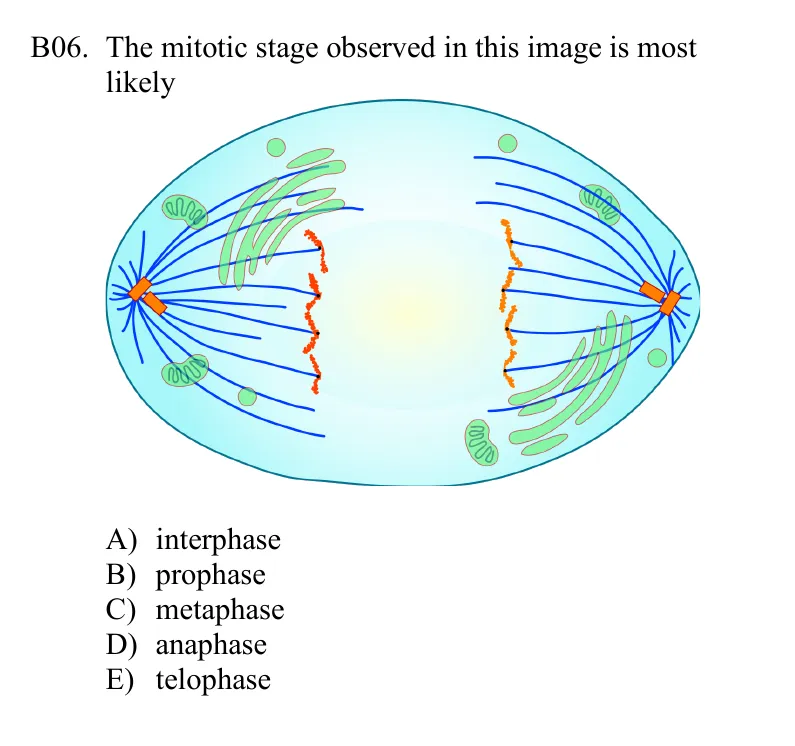 B06. The mitotic stage observed in this image is most
likely
A) interphase
B) prophase
C) metaphase
D) anaphase
E) telophase